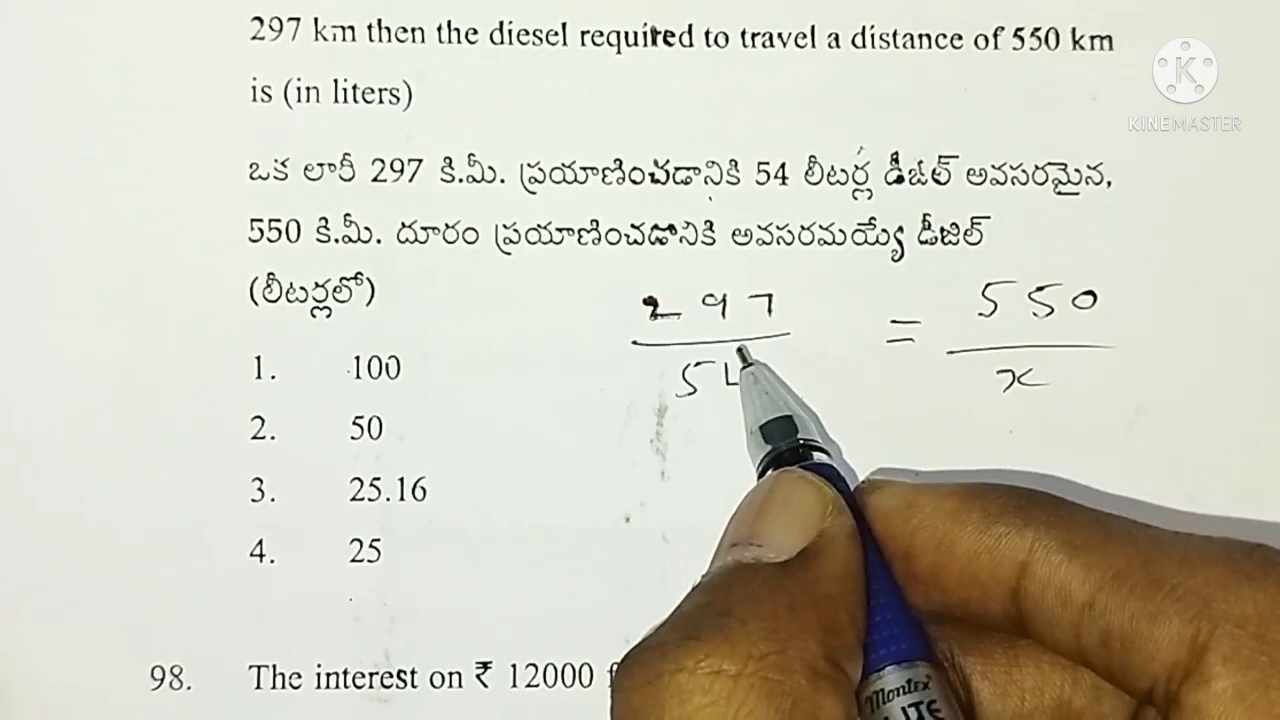 297 km then the diesel required to travel a distance of 550 km
is (in liters)
ఒక లారీ 297 కి.మీ. ప్రయాణించడానికి 54 లీటర్ల డీజిల్ అవసరమైన,
550 కి.మీ. దూరం ప్రయాణించడానికి అవసరమయ్యే డీజిల్
(లీటర్లలో)
297/54 = 550/x
1. 100
2. 50
3. 25.16
4. 25
98. The interest on ₹ 12000
K
KINEMASTER
Montex